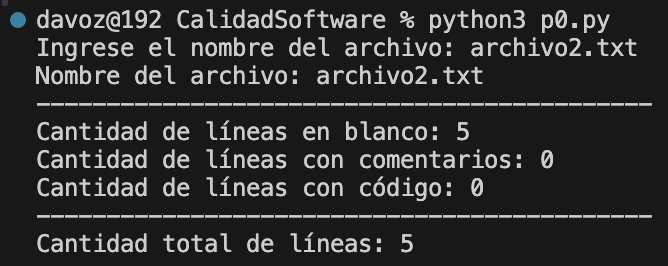 davoz@192 CalidadSoftware % python3 p0.py
Ingrese el nombre del archivo: archivo2.txt
Nombre del archivo: archivo2.txt
--------------------------------------------
Cantidad de líneas en blanco: 5
Cantidad de líneas con comentarios: 0
Cantidad de líneas con código: 0
--------------------------------------------
Cantidad total de líneas: 5